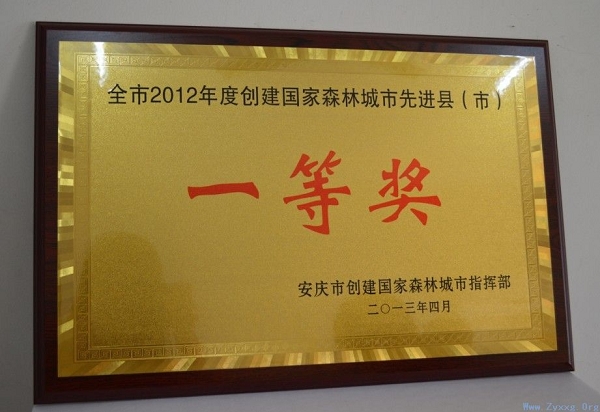 全市2012年度创建国家森林城市先进县（市）
一等奖
安庆市创建国家森林城市指挥部
二〇一三年四月
www.Zyxxg.Org